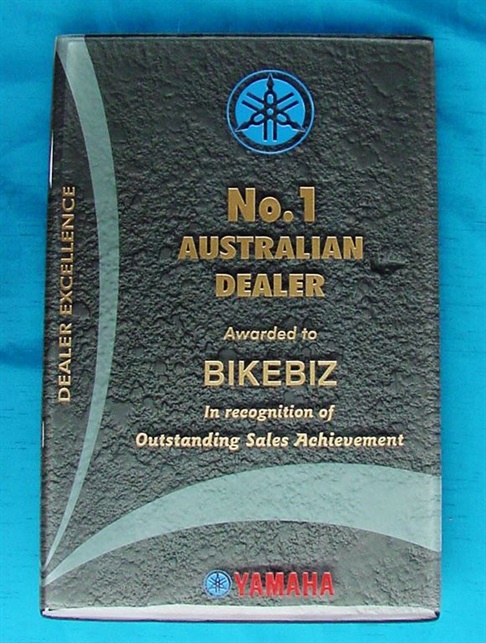 No.1
AUSTRALIAN
DEALER
Awarded to
BIKEBIZ
In recognition of
Outstanding Sales Achievement
DEALER EXCELLENCE
YAMAHA